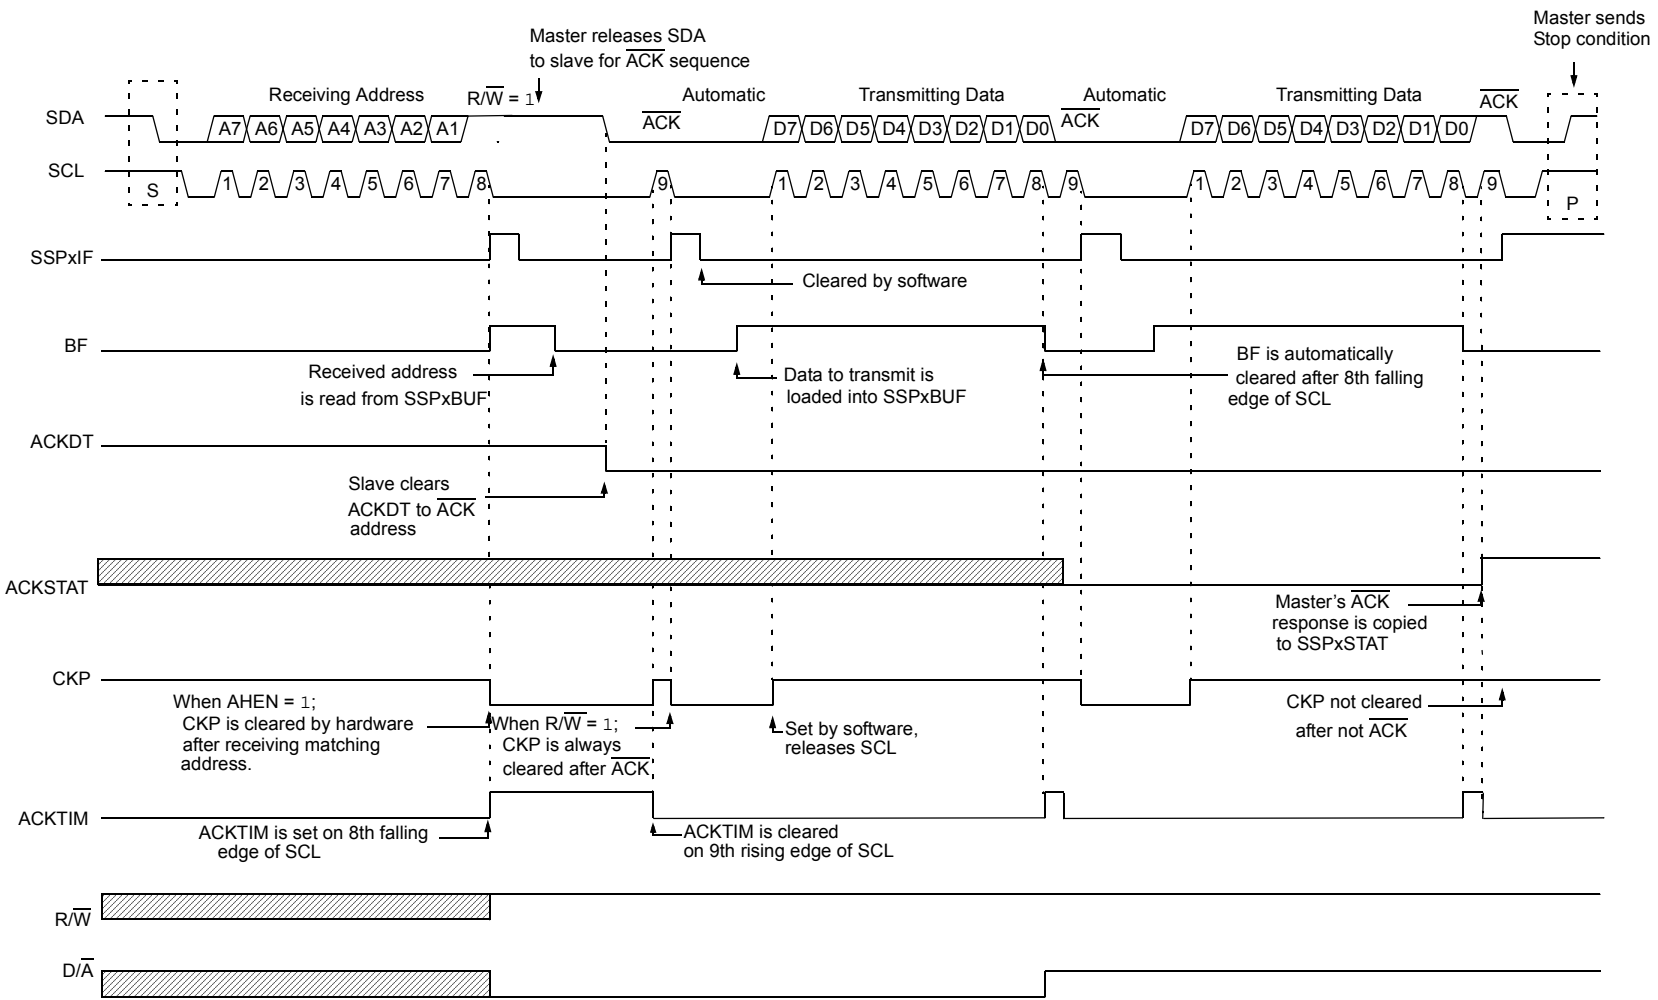 Master sends
Stop condition
Master releases SDA
to slave for ACK sequence
Receiving Address
R/W = 1
Automatic
Transmitting Data
Automatic
Transmitting Data
ACK
SDA
A7 A6 A5 A4 A3 A2 A1
ACK
D7 D6 D5 D4 D3 D2 D1 D0
ACK
D7 D6 D5 D4 D3 D2 D1 D0
SCL
S
1 2 3 4 5 6 7 8 9
1 2 3 4 5 6 7 8 9
1 2 3 4 5 6 7 8 9
P
SSPxIF
Cleared by software
BF
Received address
is read from SSPxBUF
Data to transmit is
loaded into SSPxBUF
BF is automatically
cleared after 8th falling
edge of SCL
ACKDT
Slave clears
ACKDT to ACK
address
ACKSTAT
Master's ACK
response is copied
to SSPxSTAT
CKP
When AHEN = 1;
CKP is cleared by hardware
after receiving matching
address.
When R/W = 1;
CKP is always
cleared after ACK
Set by software,
releases SCL
CKP not cleared
after not ACK
ACKTIM
ACKTIM is set on 8th falling
edge of SCL
ACKTIM is cleared
on 9th rising edge of SCL
R/W
D/A